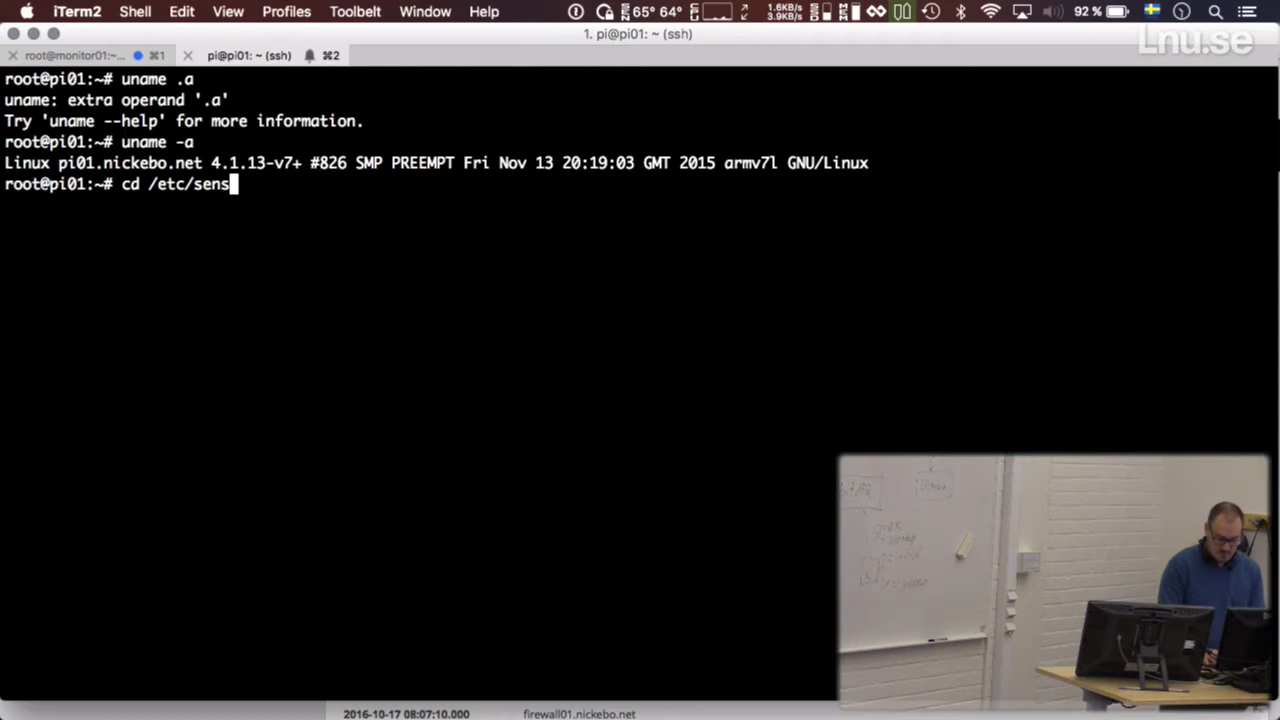 iTerm2 Shell Edit View Profiles Toolbelt Window Help 65° 64° 1.6KB/s 3.9KB/s 92 %
1. pi@pi01: ~ (ssh)
Lnu.se
root@monitor01:~... ⌘1 pi@pi01: ~ (ssh) ⌘2
root@pi01:~# uname .a
uname: extra operand '.a'
Try 'uname --help' for more information.
root@pi01:~# uname -a
Linux pi01.nickebo.net 4.1.13-v7+ #826 SMP PREEMPT Fri Nov 13 20:19:03 GMT 2015 armv7l GNU/Linux
root@pi01:~# cd /etc/sens
2016-10-17 08:07:10.000 firewall01.nickebo.net